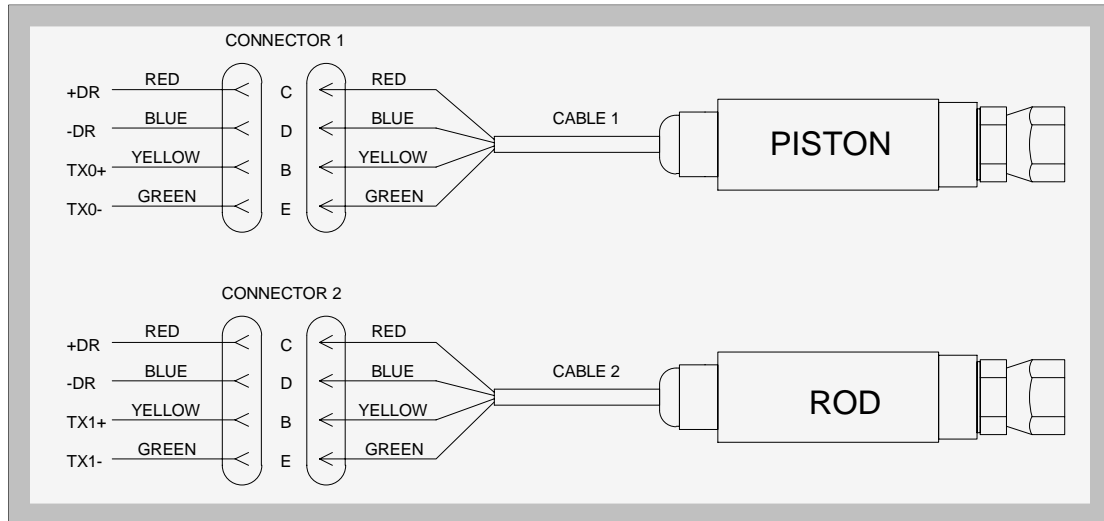 CONNECTOR 1
+DR RED C RED
-DR BLUE D BLUE CABLE 1 PISTON
TX0+ YELLOW B YELLOW
TX0- GREEN E GREEN
CONNECTOR 2
+DR RED C RED
-DR BLUE D BLUE CABLE 2 ROD
TX1+ YELLOW B YELLOW
TX1- GREEN E GREEN